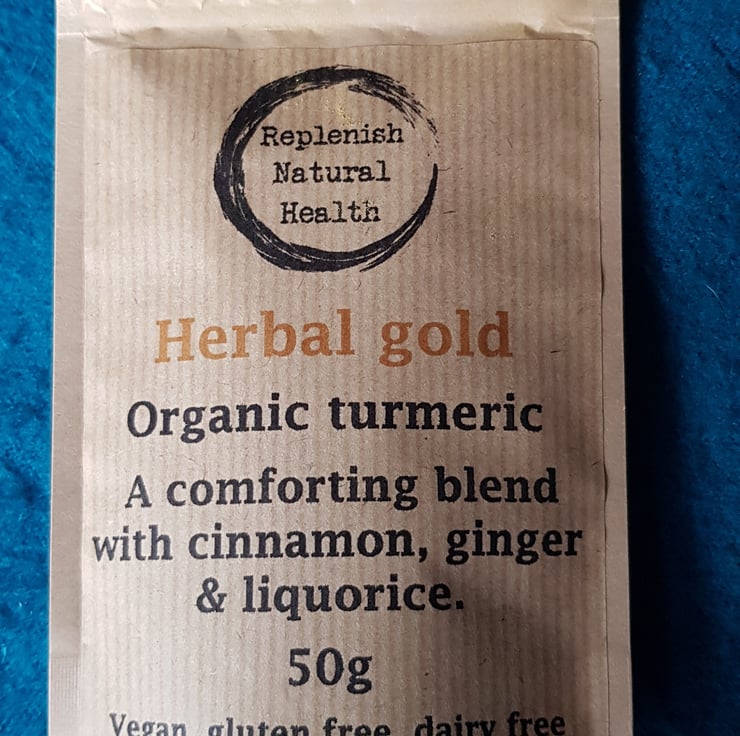 Replenish
Natural
Health
Herbal gold
Organic turmeric
A comforting blend
with cinnamon, ginger
& liquorice.
50g
Vegan gluten free dairy free